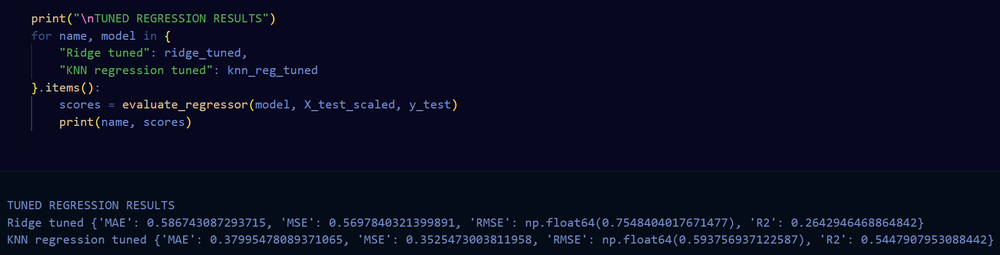 print("\nTUNED REGRESSION RESULTS")
for name, model in {
    "Ridge tuned": ridge_tuned,
    "KNN regression tuned": knn_reg_tuned
}.items():
    scores = evaluate_regressor(model, X_test_scaled, y_test)
    print(name, scores)
TUNED REGRESSION RESULTS
Ridge tuned {'MAE': 0.586743087293715, 'MSE': 0.5697840321399891, 'RMSE': np.float64(0.7548404017671477), 'R2': 0.2642946468864842}
KNN regression tuned {'MAE': 0.37995478089371065, 'MSE': 0.3525473003811958, 'RMSE': np.float64(0.593756937122587), 'R2': 0.5447907953088442}